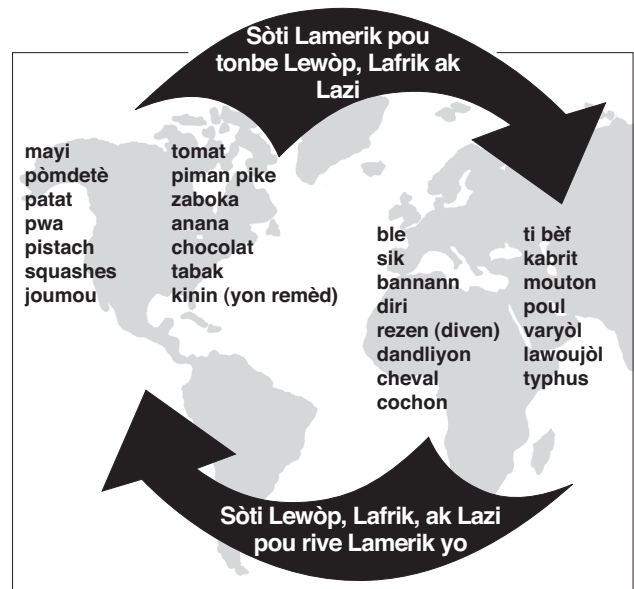 Sòti Lamerik pou
tonbe Lewòp, Lafrik ak
Lazi
mayi
pòmdetè
patat
pwa
pistach
squashes
joumou
tomat
piman pike
zaboka
anana
chocolat
tabak
kinin (yon remèd)
ble
sik
bannann
diri
rezen (diven)
dandliyon
cheval
cochon
ti bèf
kabrit
mouton
poul
varyòl
lawoujòl
typhus
Sòti Lewòp, Lafrik, ak Lazi
pou rive Lamerik yo